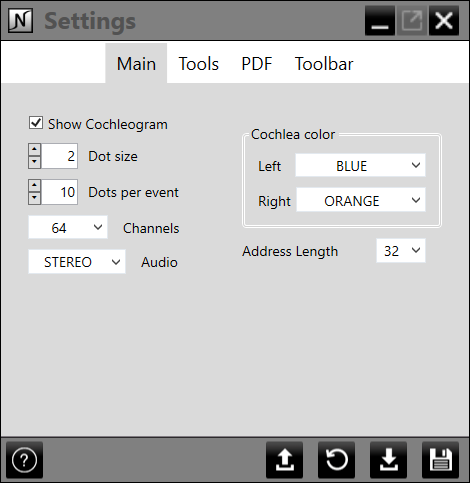 N Settings
Main Tools PDF Toolbar
Show Cochleogram
2 Dot size
10 Dots per event
64 Channels
STEREO Audio
Cochlea color
Left BLUE
Right ORANGE
Address Length 32
?